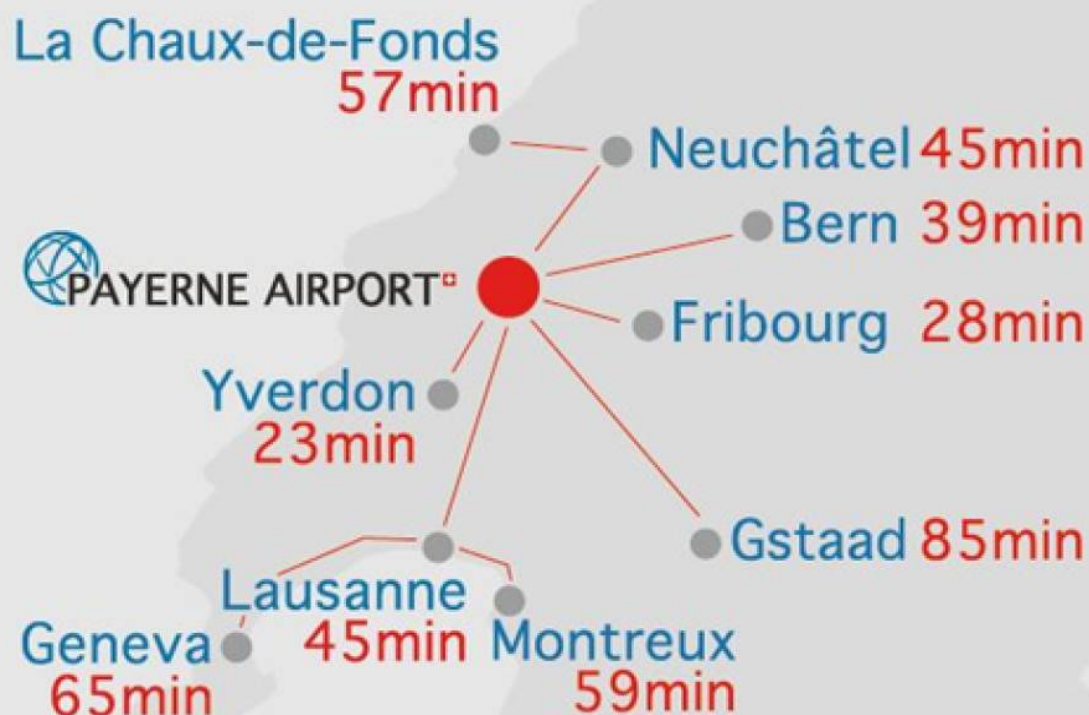 La Chaux-de-Fonds
57min
Neuchâtel 45min
Bern 39min
PAYERNE AIRPORT
Fribourg 28min
Yverdon
23min
Gstaad 85min
Lausanne
45min
Geneva
65min
Montreux
59min